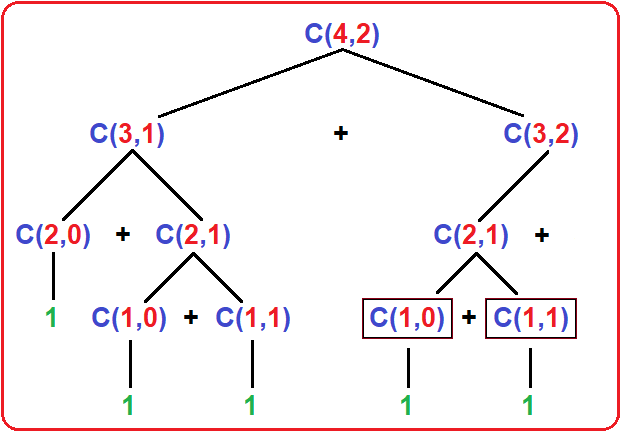 C(4,2)
C(3,1) + C(3,2)
C(2,0) + C(2,1) C(2,1) +
1 C(1,0) + C(1,1) C(1,0) + C(1,1)
1 1 1 1